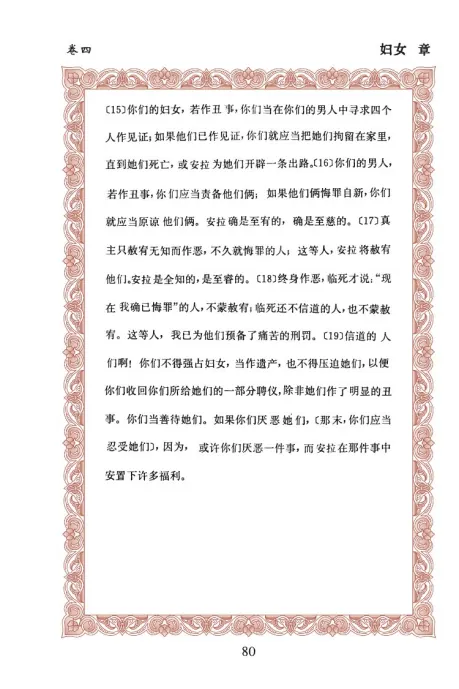 卷四
妇女 章
〔15〕你们的妇女，若作丑事，你们当在你们的男人中寻求四个
人作见证；如果他们已作见证，你们就应当把她们拘留在家里，
直到她们死亡，或安拉为她们开辟一条出路。〔16〕你们的男人，
若作丑事，你们应当责备他们俩；如果他们俩悔罪自新，你们
就应当原谅他们俩。安拉确是至宥的，确是至慈的。〔17〕真
主只赦宥无知而作恶，不久就悔罪的人；这等人，安拉将赦宥
他们。安拉是全知的，是至睿的。〔18〕终身作恶，临死才说：“现
在我确已悔罪”的人，不蒙赦宥；临死还不信道的人，也不蒙赦
宥。这等人，我已为他们预备了痛苦的刑罚。〔19〕信道的人
们啊！你们不得强占妇女，当作遗产，也不得压迫她们，以便
你们收回你们所给她们的一部分聘仪，除非她们作了明显的丑
事。你们当善待她们。如果你们厌恶她们，〔那末，你们应当
忍受她们〕，因为，或许你们厌恶一件事，而安拉在那件事中
安置下许多福利。
80